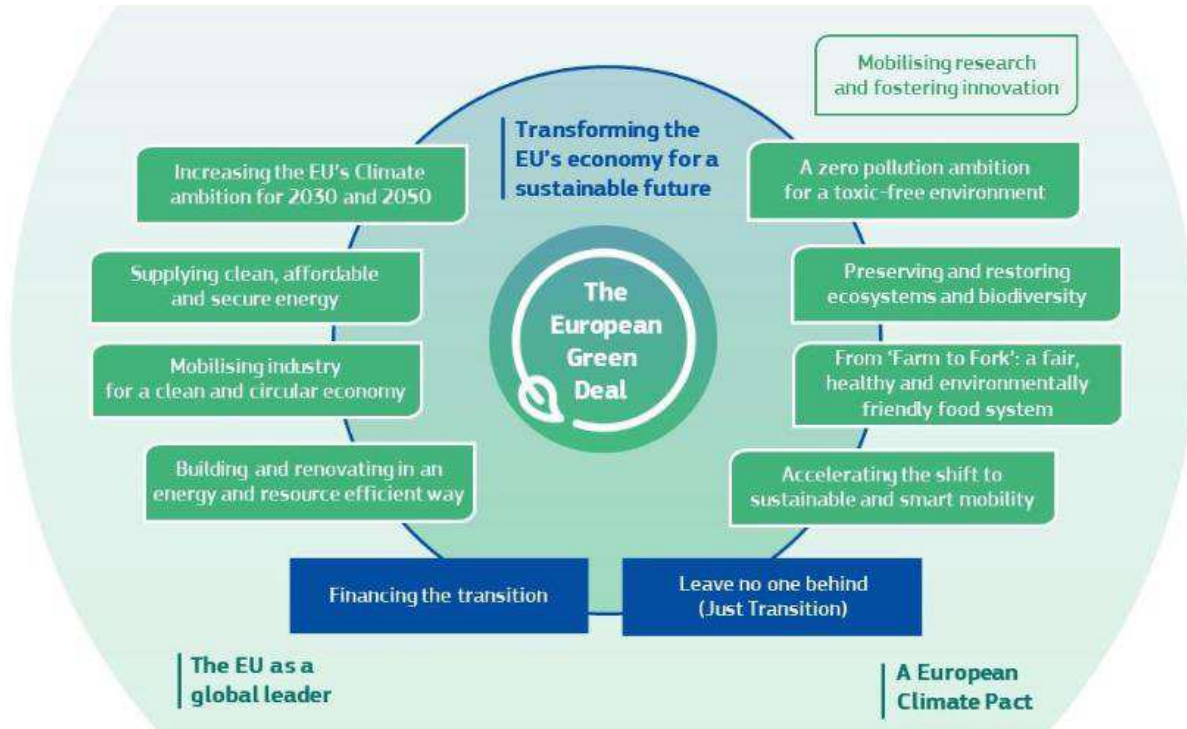 Mobilising research
and fostering innovation
Transforming the
EU's economy for a
sustainable future
Increasing the EU's Climate
ambition for 2030 and 2050
A zero pollution ambition
for a toxic-free environment
Supplying clean, affordable
and secure energy
Preserving and restoring
ecosystems and biodiversity
The
European
Green
Deal
Mobilising industry
for a clean and circular economy
From 'Farm to Fork': a fair,
healthy and environmentally
friendly food system
Building and renovating in an
energy and resource efficient way
Accelerating the shift to
sustainable and smart mobility
Financing the transition
Leave no one behind
(Just Transition)
The EU as a
global leader
A European
Climate Pact